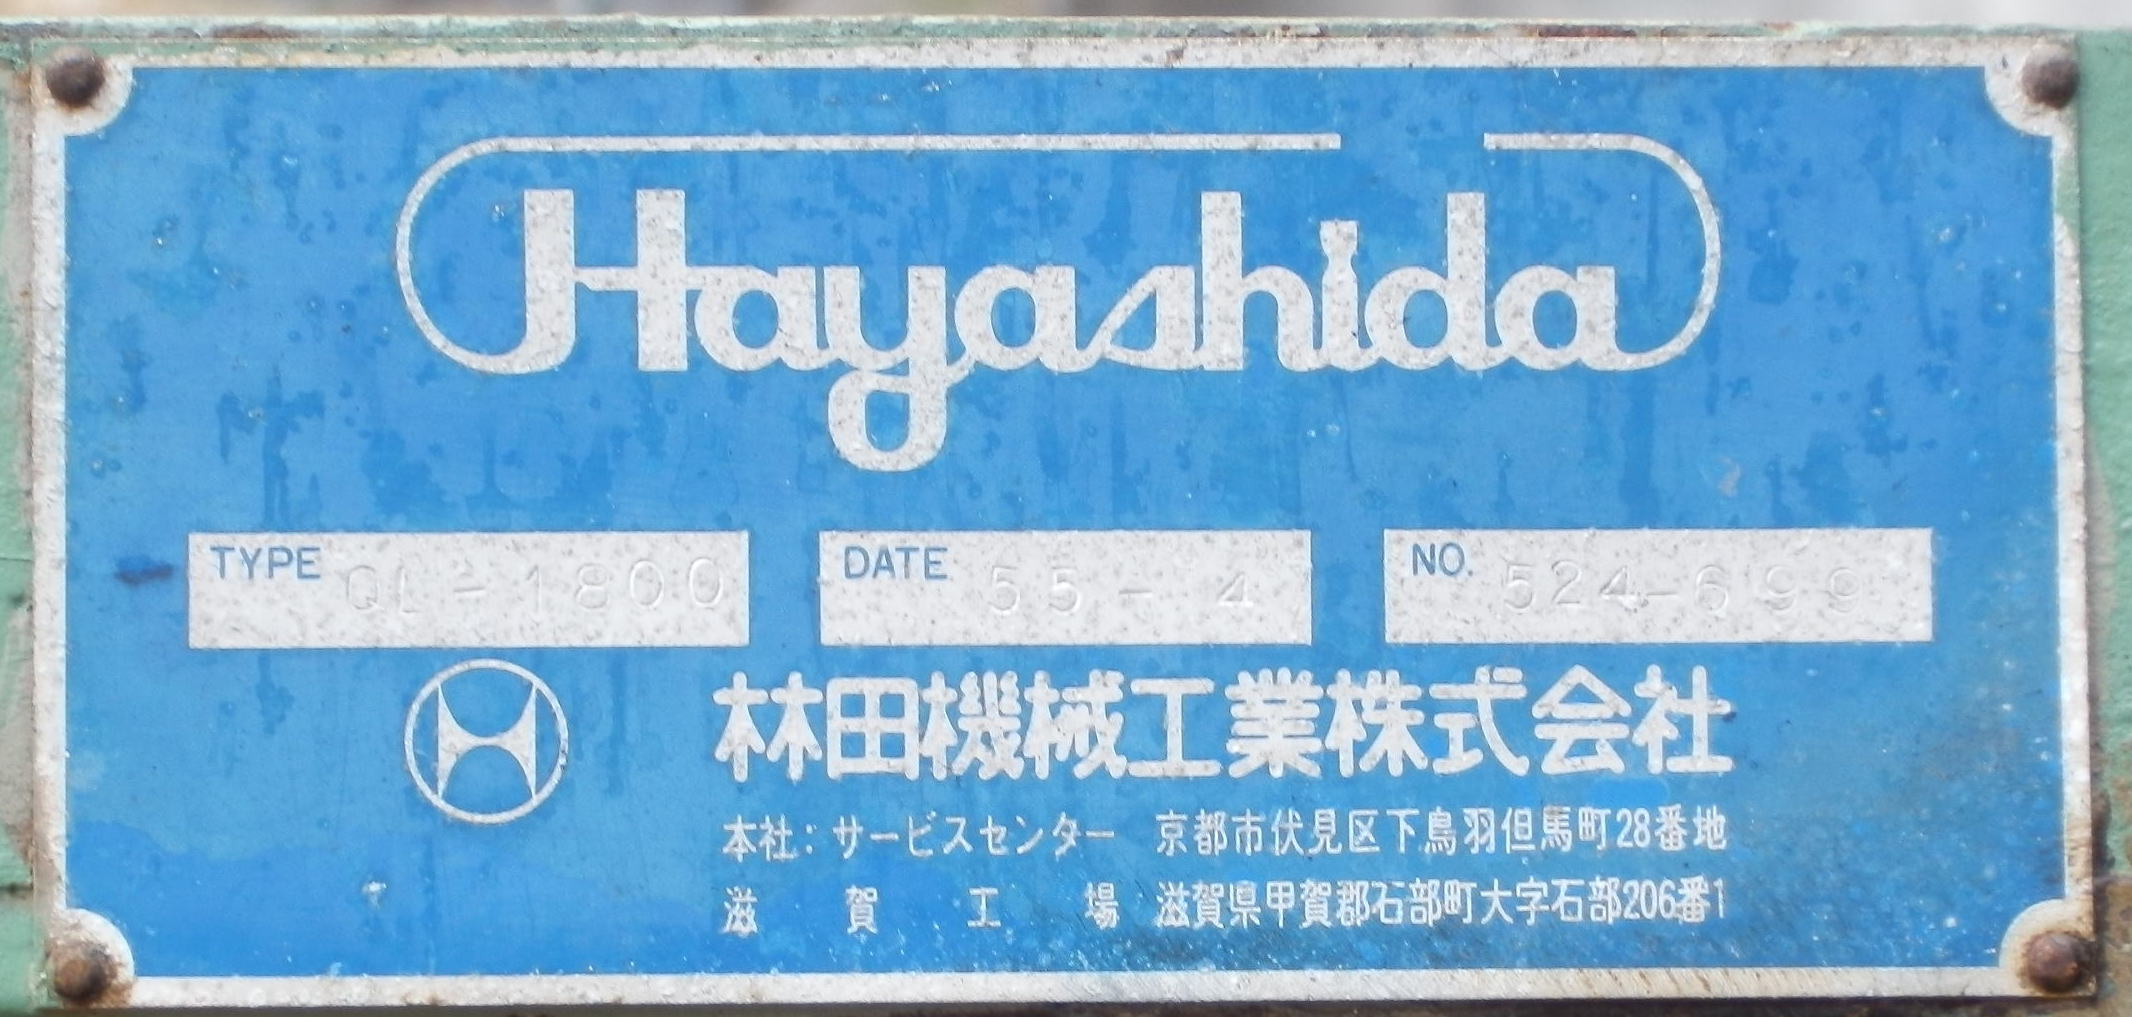 Hayashida
TYPE QL-1800 DATE 55-4 NO. 524-699
林田機械工業株式会社
本社:サービスセンター 京都市伏見区下鳥羽但馬町28番地
滋賀工場 滋賀県甲賀郡石部町大字石部206番1